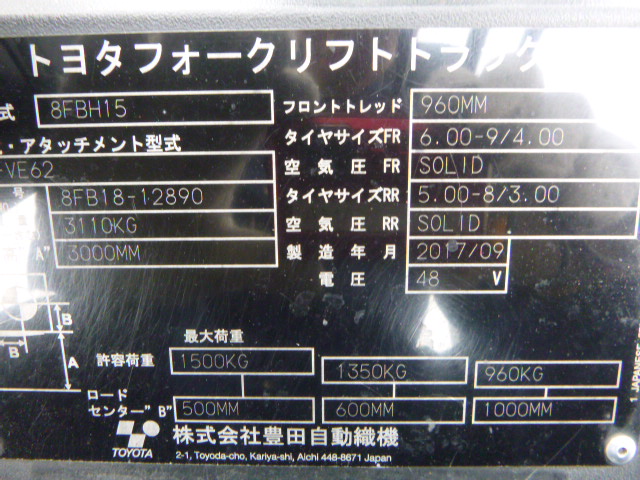 トヨタフォークリフトトラック
式 8FBH15 フロントトレッド 960MM
・アタッチメント型式 タイヤサイズFR 6.00-9/4.00
-VE62 空気圧 FR SOLID
号 8FB18-12890 タイヤサイズRR 5.00-8/3.00
3110KG 空気圧 RR SOLID
A" 3000MM 製造年月 2017/09
電圧 48 V
B
B A
最大荷重
許容荷重 1500KG 1350KG 960KG
ロード
センター"B" 500MM 600MM 1000MM
TOYOTA 株式会社豊田自動織機
2-1, Toyoda-cho, Kariya-shi, Aichi 448-8671 Japan